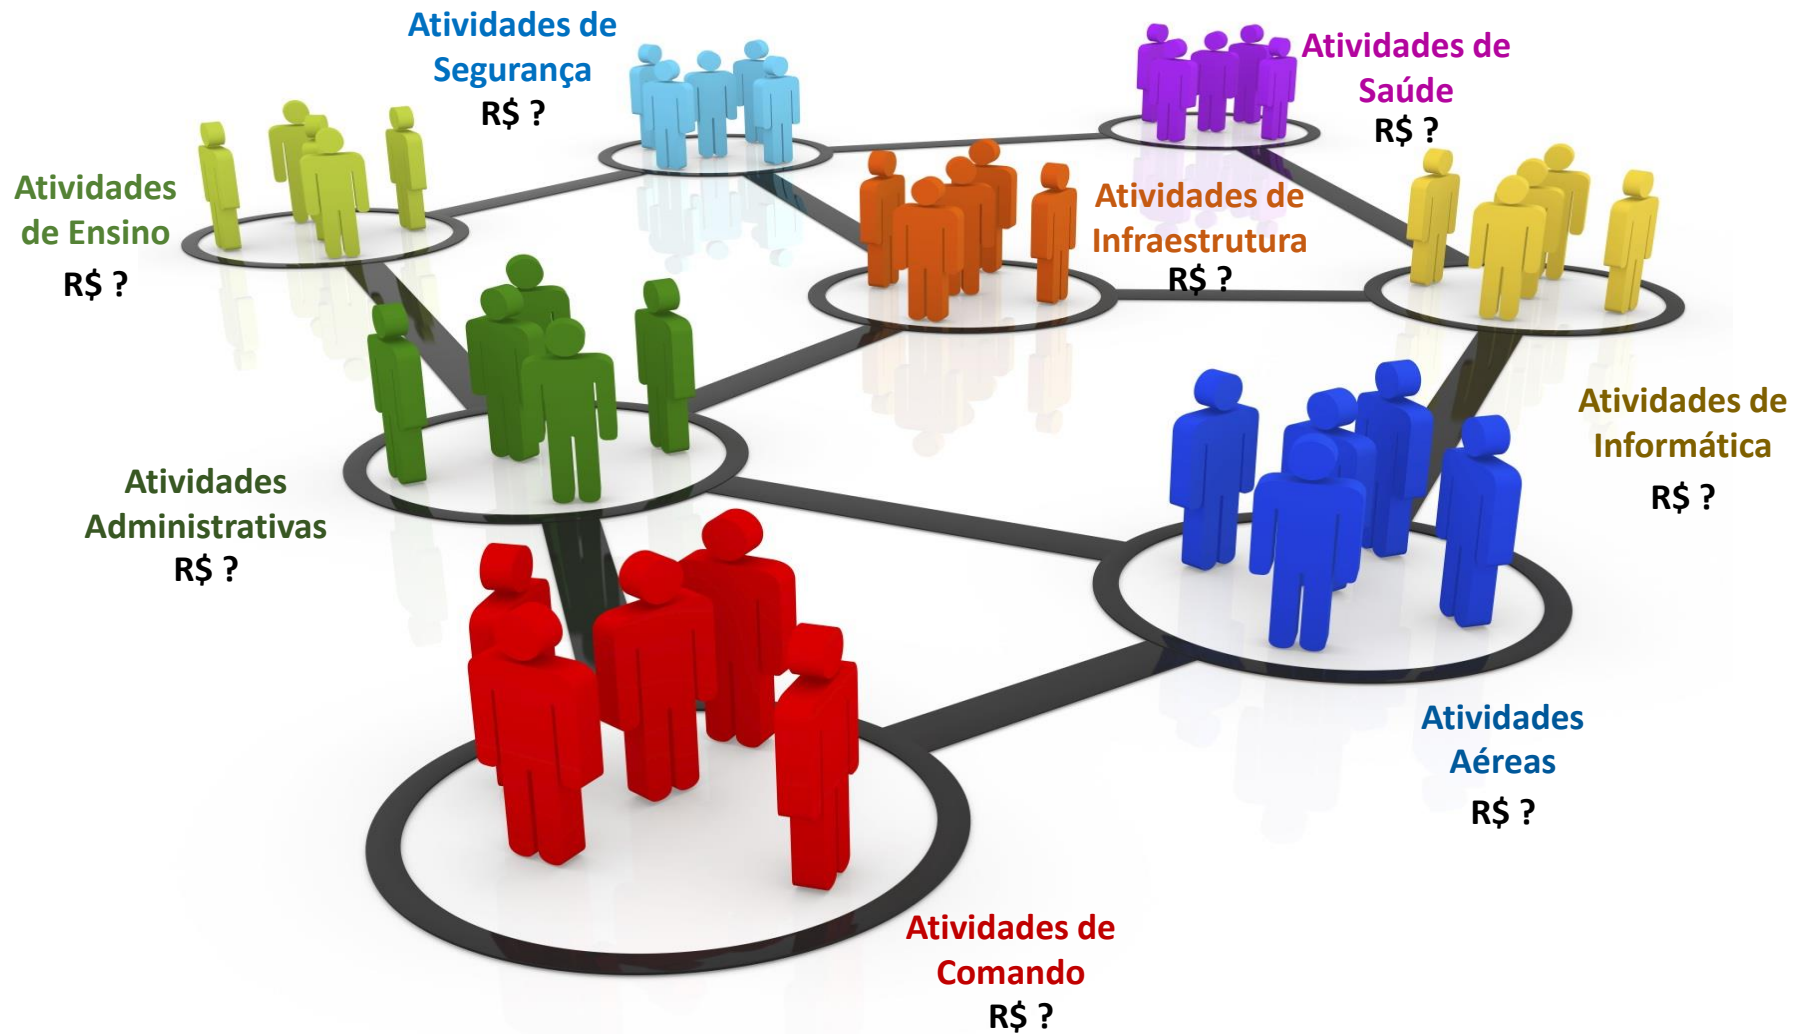 Atividades de
Segurança
R$ ?
Atividades de
Saúde
R$ ?
Atividades
de Ensino
R$ ?
Atividades de
Infraestrutura
R$ ?
Atividades de
Informática
R$ ?
Atividades
Administrativas
R$ ?
Atividades
Aéreas
R$ ?
Atividades de
Comando
R$ ?